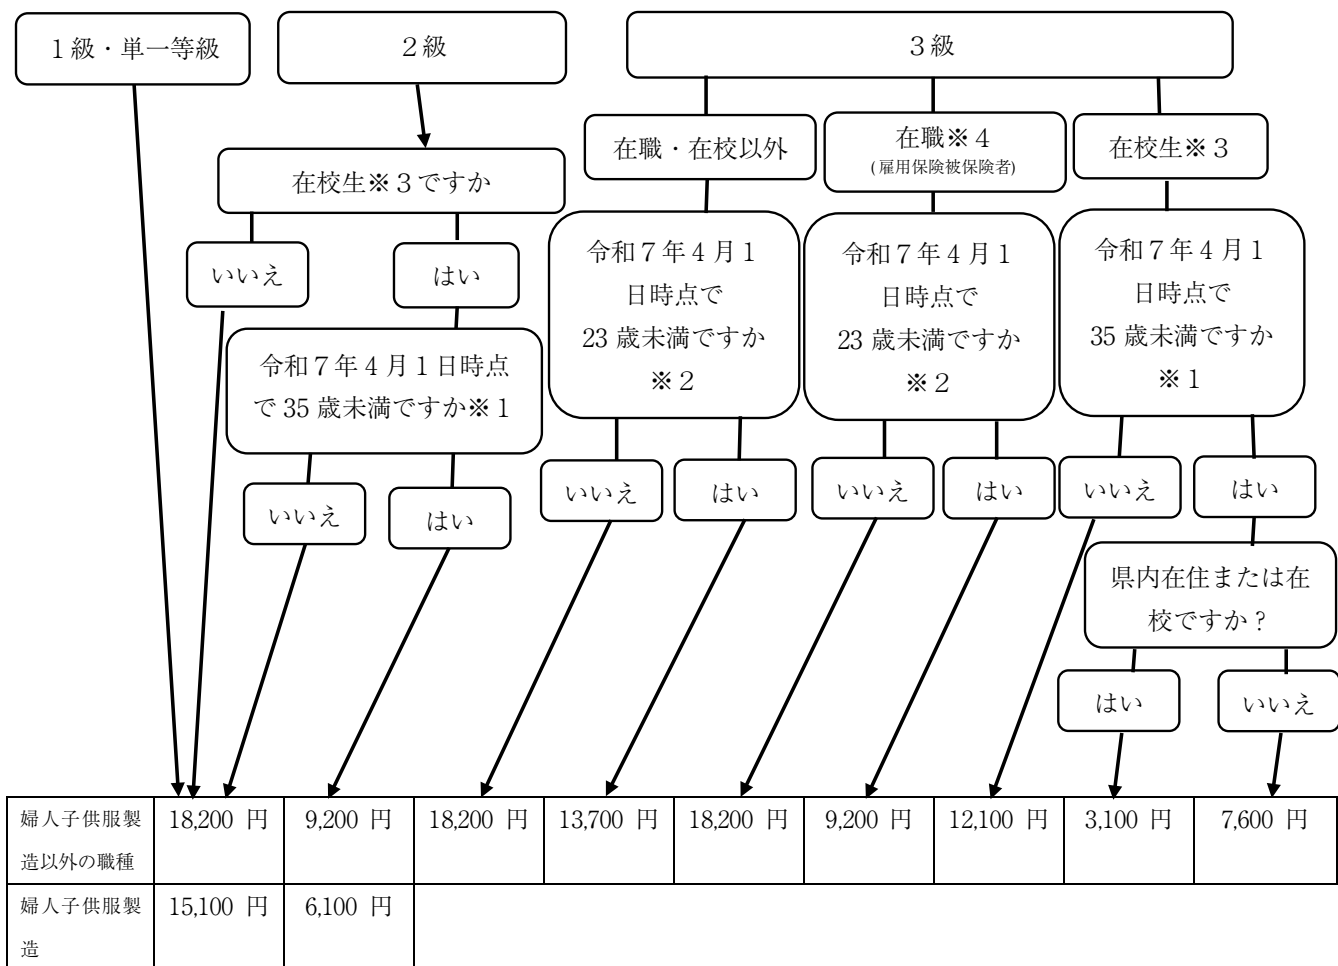 １級・単一等級
２級
３級
在職・在校以外
在職※４
(雇用保険被保険者)
在校生※３
在校生※３ですか
いいえ
はい
令和７年４月１日時点
で 35 歳未満ですか※１
いいえ
はい
令和７年４月１
日時点で
23 歳未満ですか
※２
いいえ
はい
令和７年４月１
日時点で
23 歳未満ですか
※２
いいえ
はい
令和７年４月１
日時点で
35 歳未満ですか
※１
いいえ
はい
県内在住または在
校ですか？
はい
いいえ
婦人子供服製
造以外の職種
18,200 円
9,200 円
18,200 円
13,700 円
18,200 円
9,200 円
12,100 円
3,100 円
7,600 円
婦人子供服製
造
15,100 円
6,100 円